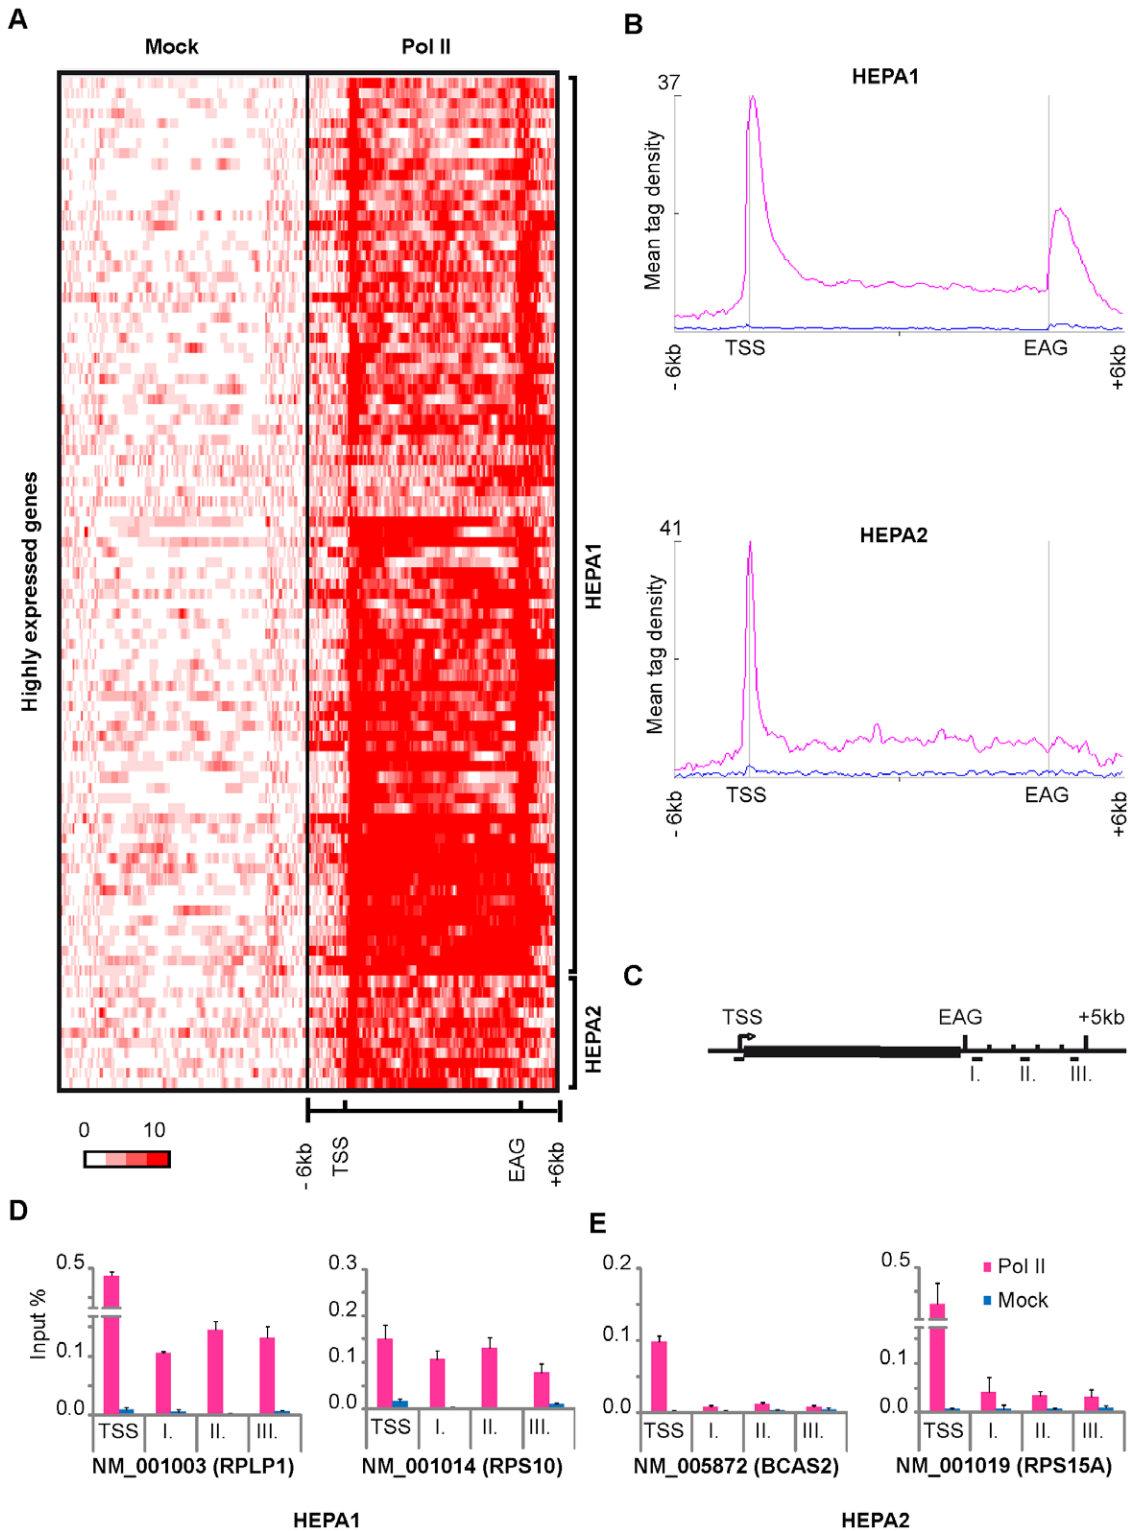 A
Mock
Pol II
Highly expressed genes
HEPA1
HEPA2
0
10
- 6kb
TSS
EAG
+6kb
B
HEPA1
37
Mean tag density
- 6kb
TSS
EAG
+6kb
HEPA2
41
Mean tag density
- 6kb
TSS
EAG
+6kb
C
TSS
EAG
+5kb
I.
II.
III.
D
Input %
0.5
0.1
0.0
TSS
I.
II.
III.
NM_001003 (RPLP1)
0.3
0.2
0.1
0.0
TSS
I.
II.
III.
NM_001014 (RPS10)
HEPA1
E
0.2
0.1
0.0
TSS
I.
II.
III.
NM_005872 (BCAS2)
0.5
0.1
0.0
Pol II
Mock
TSS
I.
II.
III.
NM_001019 (RPS15A)
HEPA2